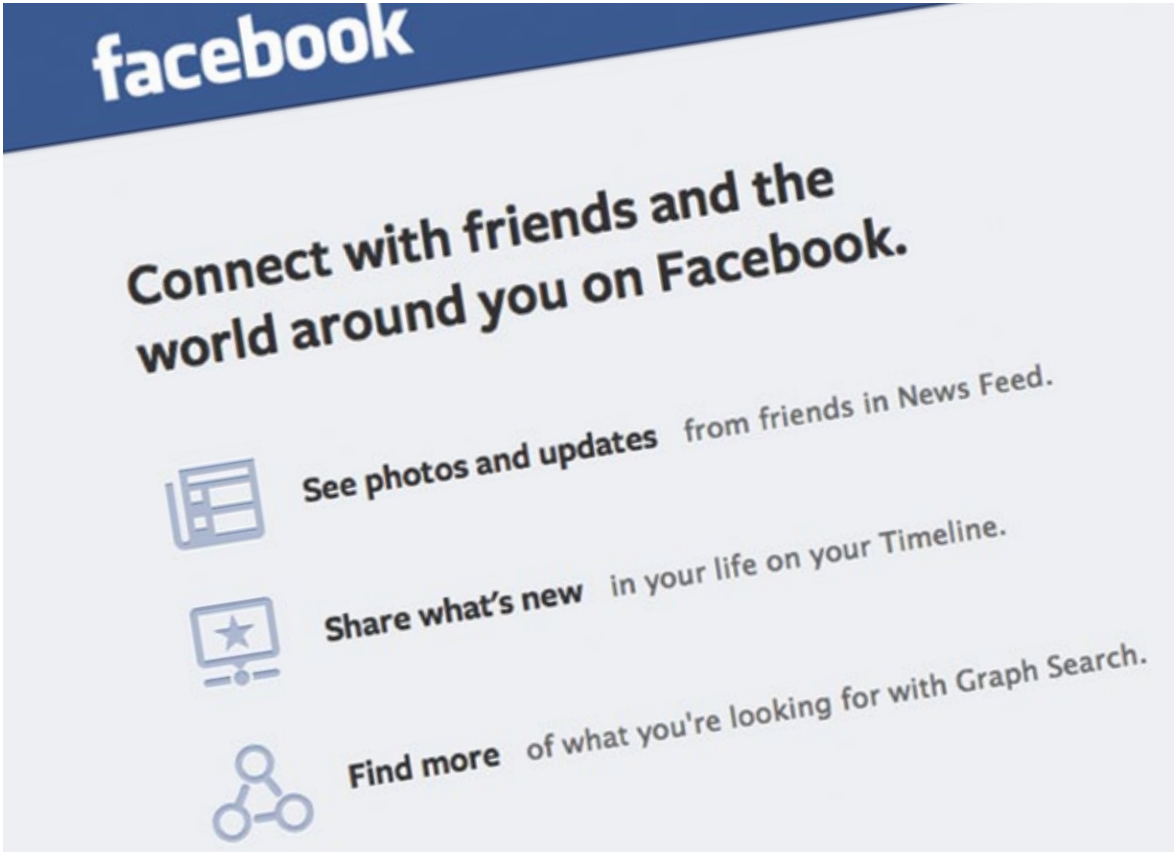 facebook
Connect with friends and the
world around you on Facebook.
See photos and updates from friends in News Feed.
Share what's new in your life on your Timeline.
Find more of what you're looking for with Graph Search.